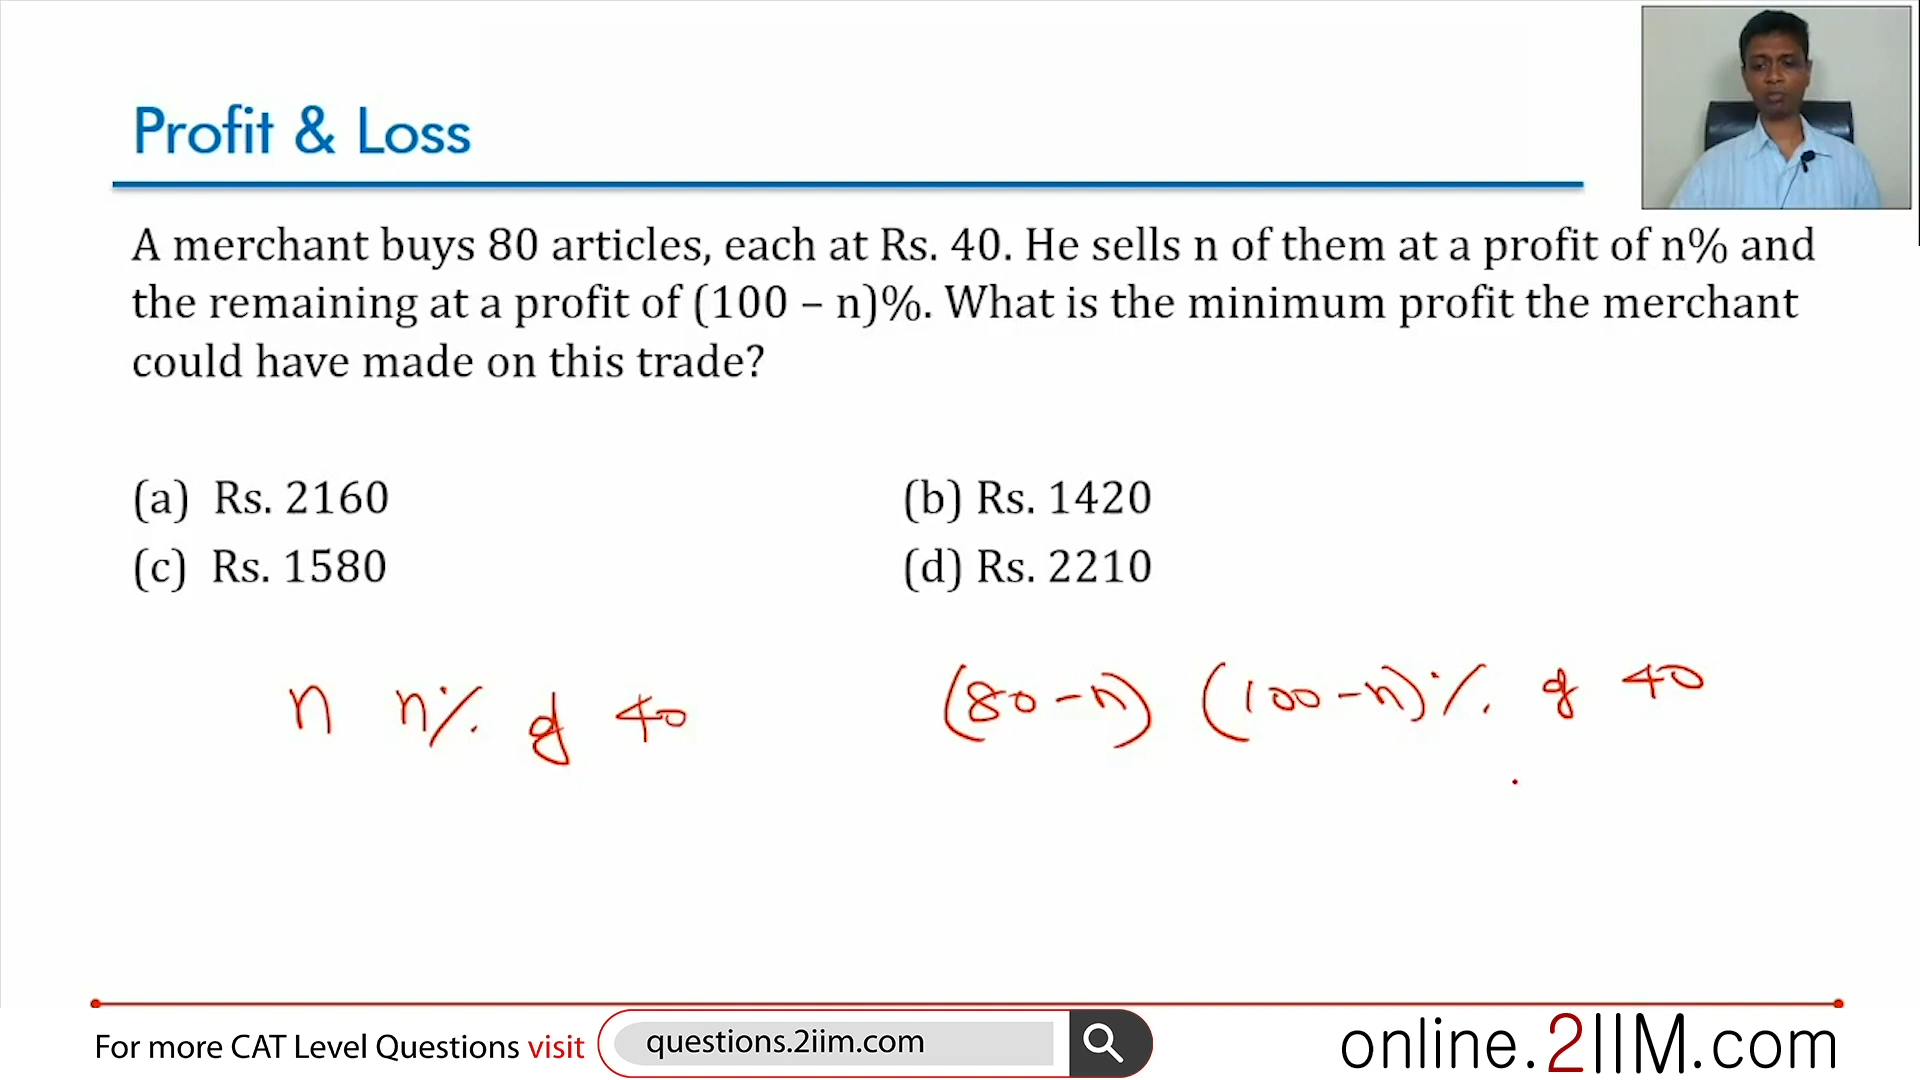 Profit & Loss
A merchant buys 80 articles, each at Rs. 40. He sells n of them at a profit of n% and
the remaining at a profit of (100 – n)%. What is the minimum profit the merchant
could have made on this trade?
(a) Rs. 2160 (b) Rs. 1420
(c) Rs. 1580 (d) Rs. 2210
n n% of 40 (80-n) (100-n)% of 40
For more CAT Level Questions visit questions.2iim.com online.2IIM.com